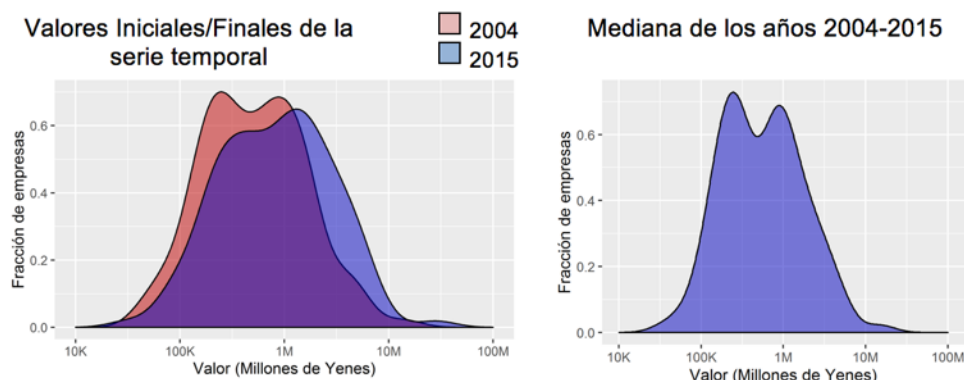 Valores Iniciales/Finales de la
serie temporal
2004
2015
Mediana de los años 2004-2015
Fracción de empresas
0.6
0.4
0.2
0.0
10K
100K
1M
10M
100M
Valor (Millones de Yenes)
Fracción de empresas
0.6
0.4
0.2
0.0
10K
100K
1M
10M
100M
Valor (Millones de Yenes)